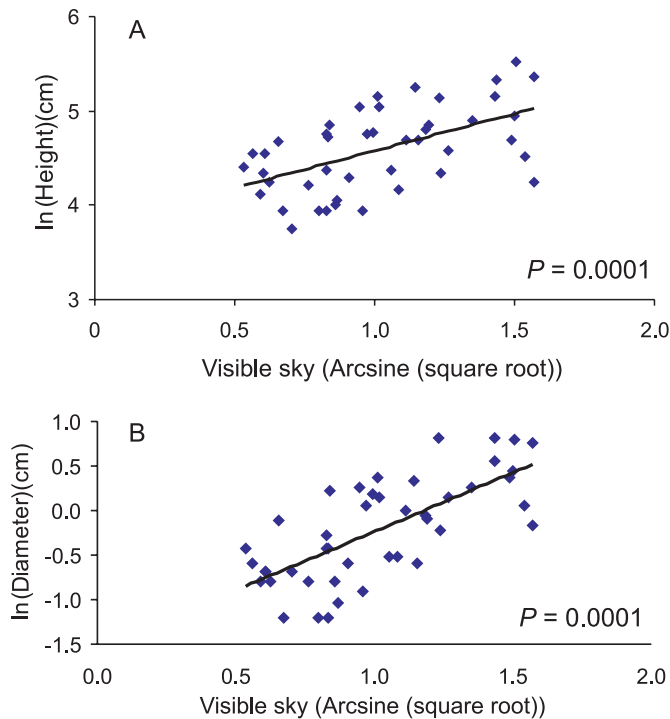 A
6
5
4
3
ln(Height)(cm)
P = 0.0001
0 0.5 1.0 1.5 2.0
Visible sky (Arcsine (square root))
B
1.0
0.5
0.0
-0.5
-1.0
-1.5
ln(Diameter)(cm)
P = 0.0001
0.0 0.5 1.0 1.5 2.0
Visible sky (Arcsine (square root))